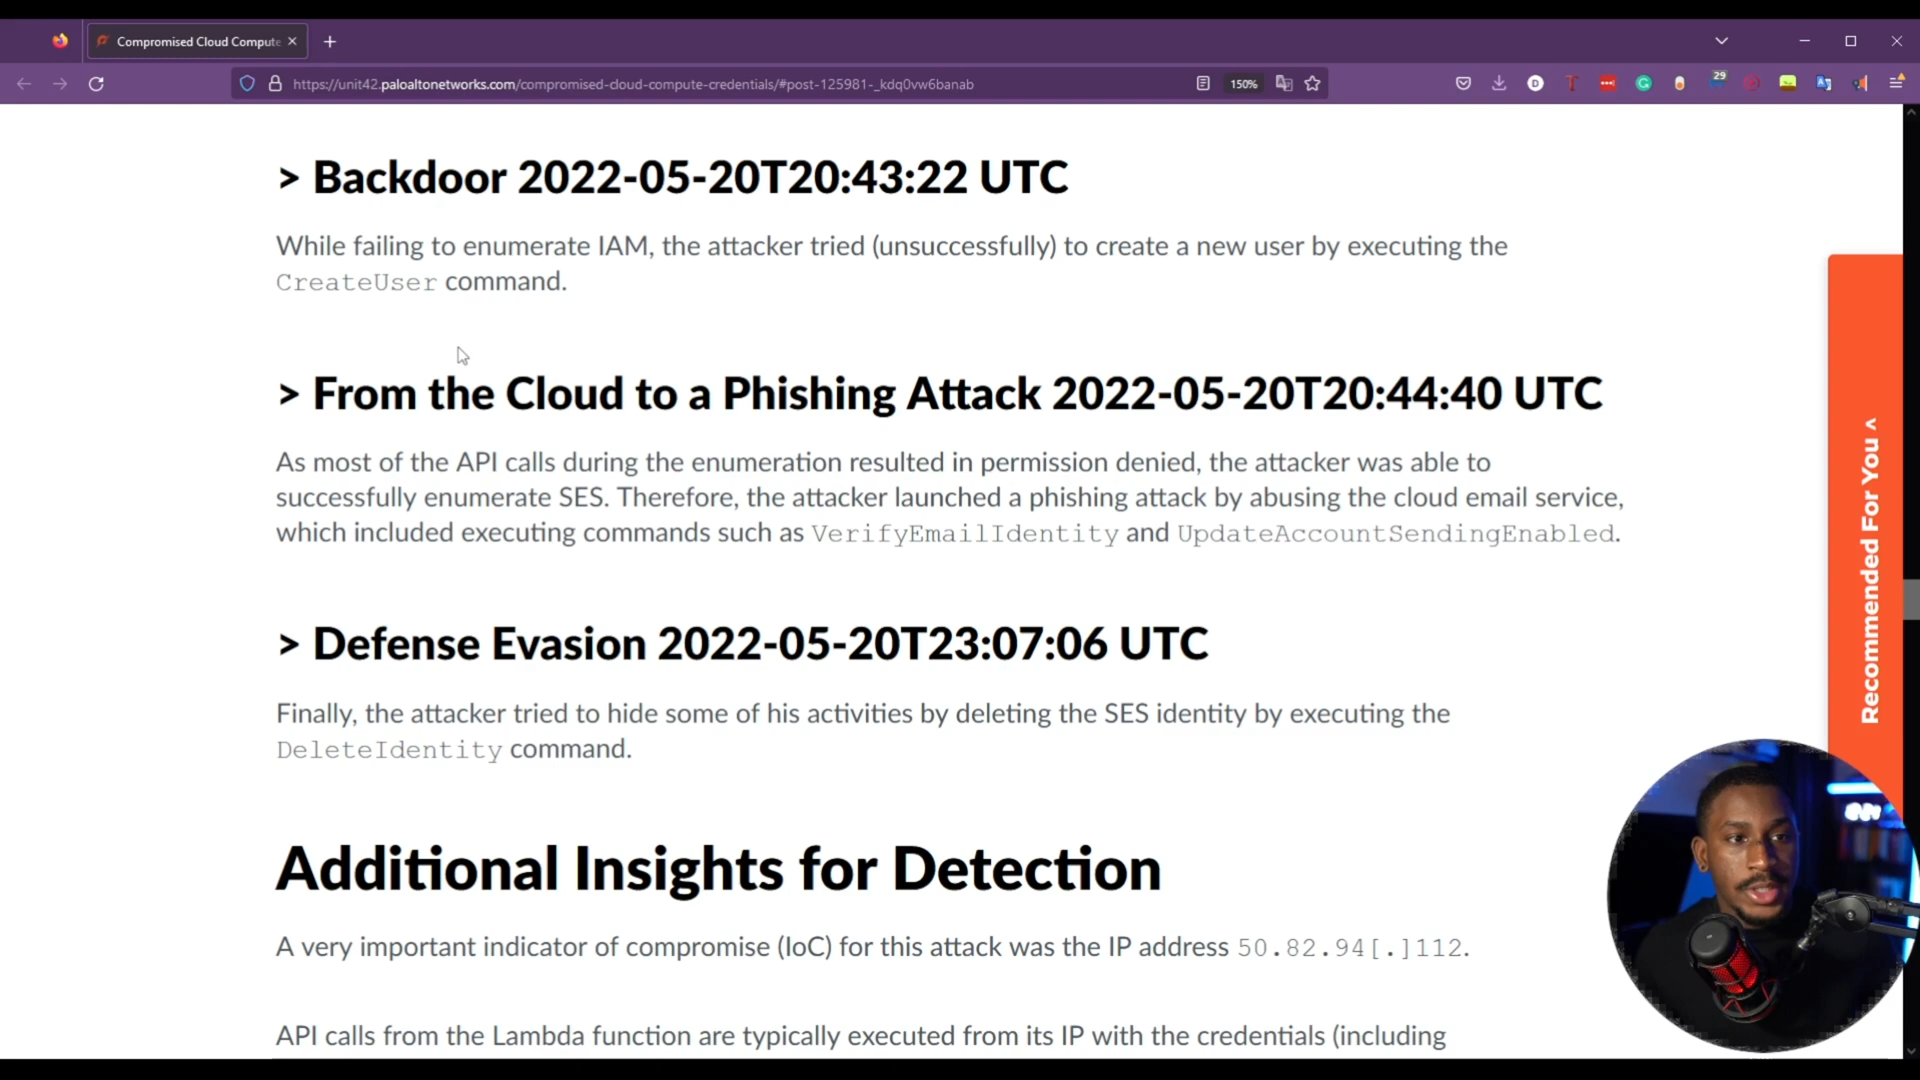 Compromised Cloud Compute
https://unit42.paloaltonetworks.com/compromised-cloud-compute-credentials/#post-125981-_kdq0vw6banab
150%
29
> Backdoor 2022-05-20T20:43:22 UTC
While failing to enumerate IAM, the attacker tried (unsuccessfully) to create a new user by executing the
CreateUser command.
> From the Cloud to a Phishing Attack 2022-05-20T20:44:40 UTC
As most of the API calls during the enumeration resulted in permission denied, the attacker was able to
successfully enumerate SES. Therefore, the attacker launched a phishing attack by abusing the cloud email service,
which included executing commands such as VerifyEmailIdentity and UpdateAccountSendingEnabled.
> Defense Evasion 2022-05-20T23:07:06 UTC
Finally, the attacker tried to hide some of his activities by deleting the SES identity by executing the
DeleteIdentity command.
Additional Insights for Detection
A very important indicator of compromise (IoC) for this attack was the IP address 50.82.94[.]112.
API calls from the Lambda function are typically executed from its IP with the credentials (including
Recommended For You ^